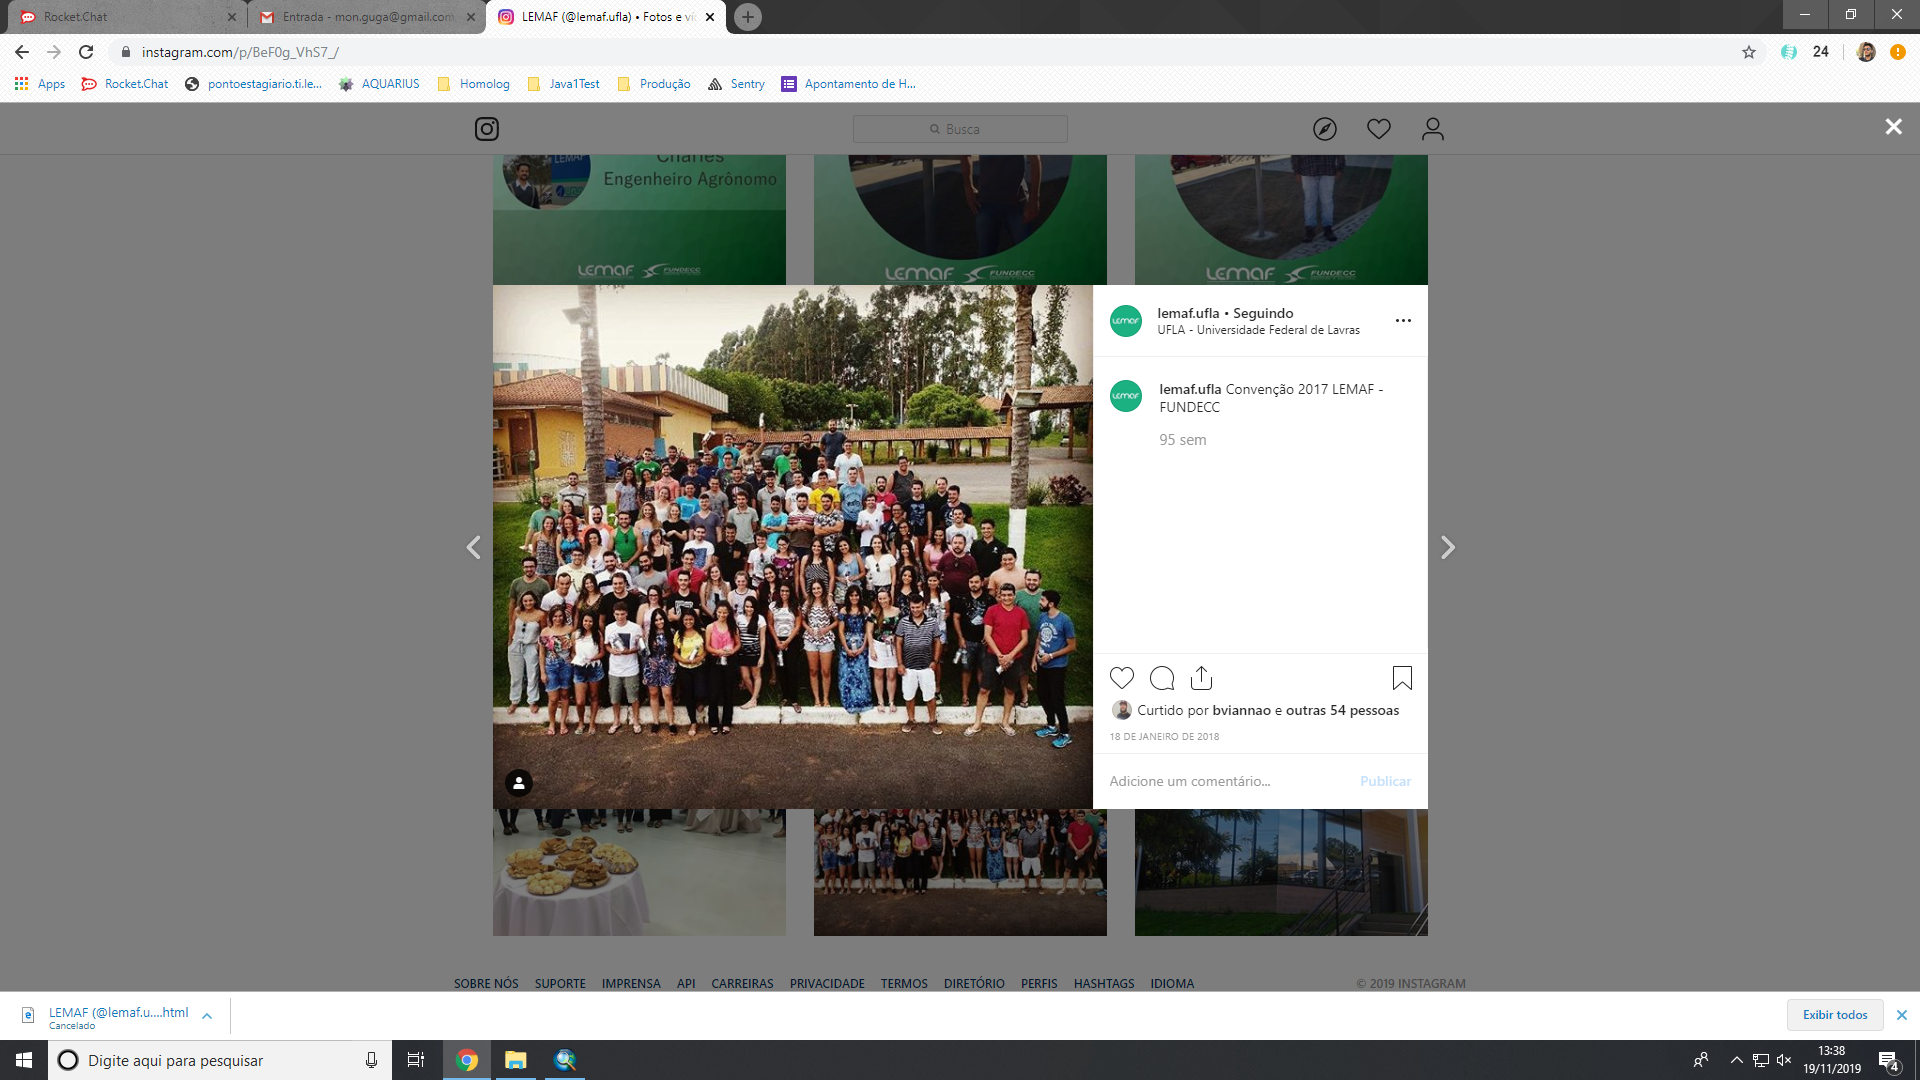 Rocket.Chat
Entrada - mon.guga@gmail.com
LEMAF (@lemaf.ufla) • Fotos e ví
instagram.com/p/BeF0g_VhS7_/
24
Apps
Rocket.Chat
pontoestagiario.ti.le...
AQUARIUS
Homolog
Java1Test
Produção
Sentry
Apontamento de H...
Busca
Charles
Engenheiro Agrônomo
LEMAF
LEMAF FUNDECC
LEMAF FUNDECC
LEMAF FUNDECC
LEMAF
lemaf.ufla • Seguindo
UFLA - Universidade Federal de Lavras
LEMAF
lemaf.ufla Convenção 2017 LEMAF -
FUNDECC
95 sem
Curtido por bviannao e outras 54 pessoas
18 DE JANEIRO DE 2018
Adicione um comentário...
Publicar
SOBRE NÓS
SUPORTE
IMPRENSA
API
CARREIRAS
PRIVACIDADE
TERMOS
DIRETÓRIO
PERFIS
HASHTAGS
IDIOMA
© 2019 INSTAGRAM
LEMAF (@lemaf.u....html
Cancelado
Exibir todos
Digite aqui para pesquisar
13:38
19/11/2019
4